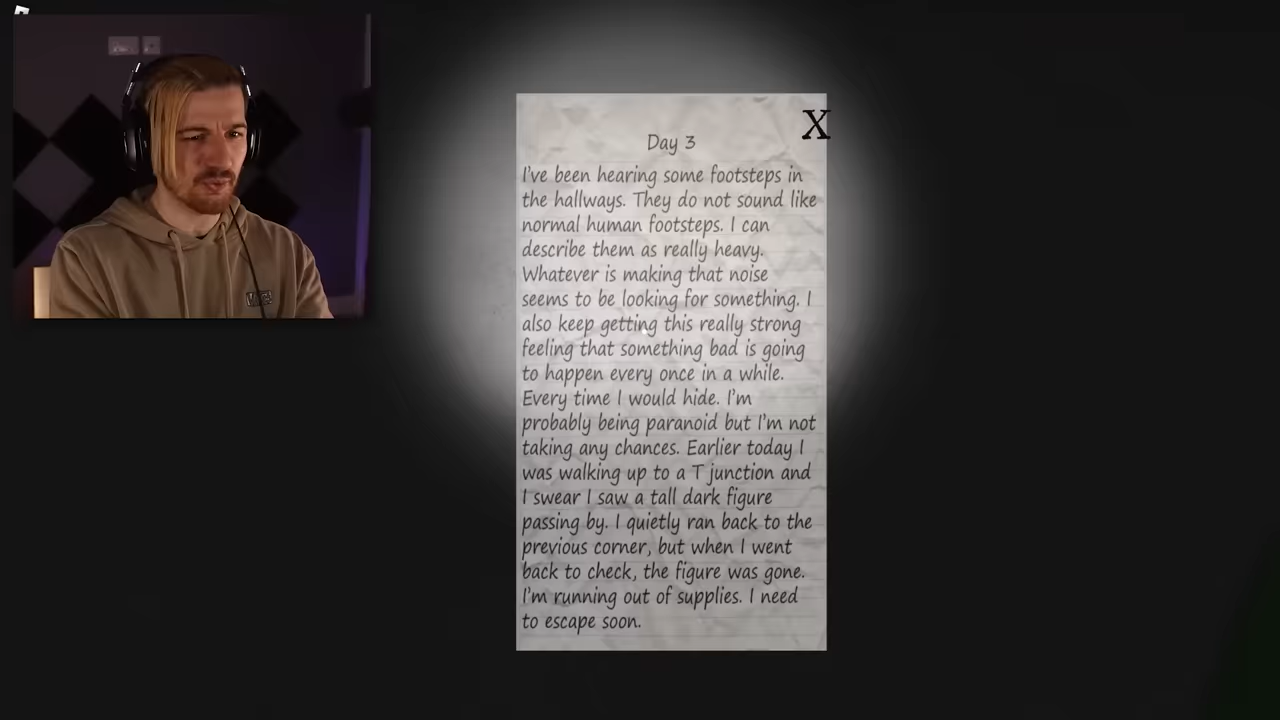 X
Day 3
I've been hearing some footsteps in
the hallways. They do not sound like
normal human footsteps. I can
describe them as really heavy.
Whatever is making that noise
seems to be looking for something. I
also keep getting this really strong
feeling that something bad is going
to happen every once in a while.
Every time I would hide. I'm
probably being paranoid but I'm not
taking any chances. Earlier today I
was walking up to a T junction and
I swear I saw a tall dark figure
passing by. I quietly ran back to the
previous corner, but when I went
back to check, the figure was gone.
I'm running out of supplies. I need
to escape soon.